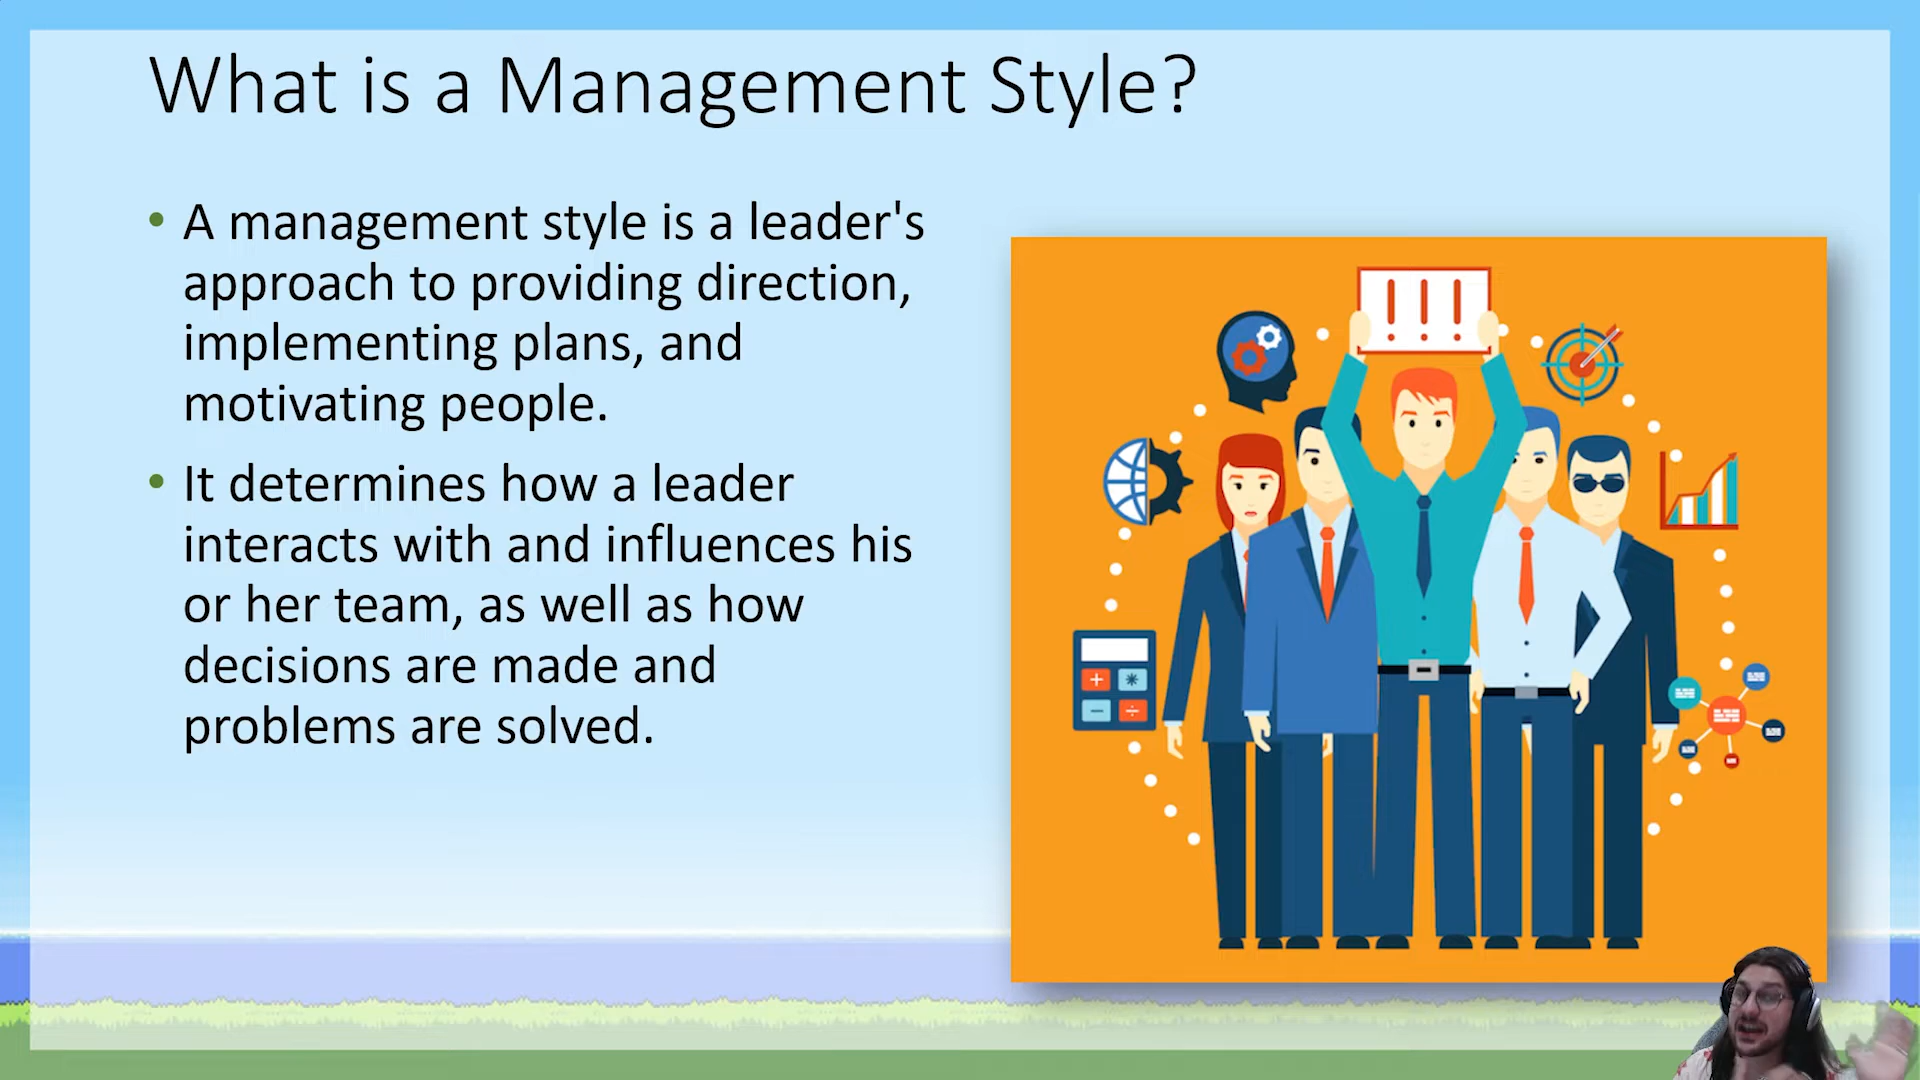 What is a Management Style?
• A management style is a leader's
approach to providing direction,
implementing plans, and
motivating people.
• It determines how a leader
interacts with and influences his
or her team, as well as how
decisions are made and
problems are solved.
! ! !